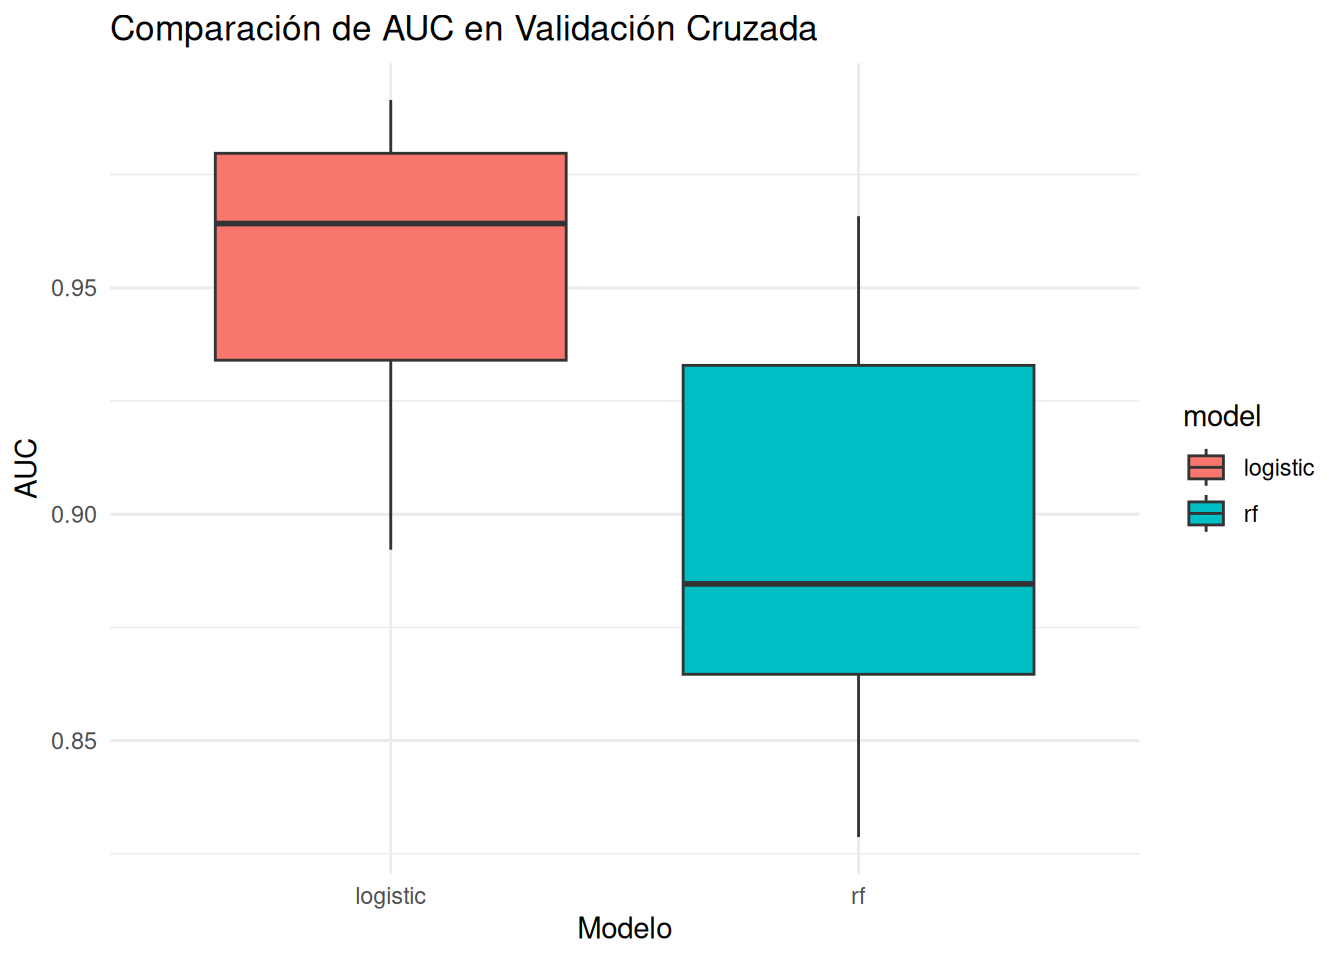 Comparación de AUC en Validación Cruzada
AUC
0.95
0.90
0.85
logistic
rf
Modelo
model
logistic
rf